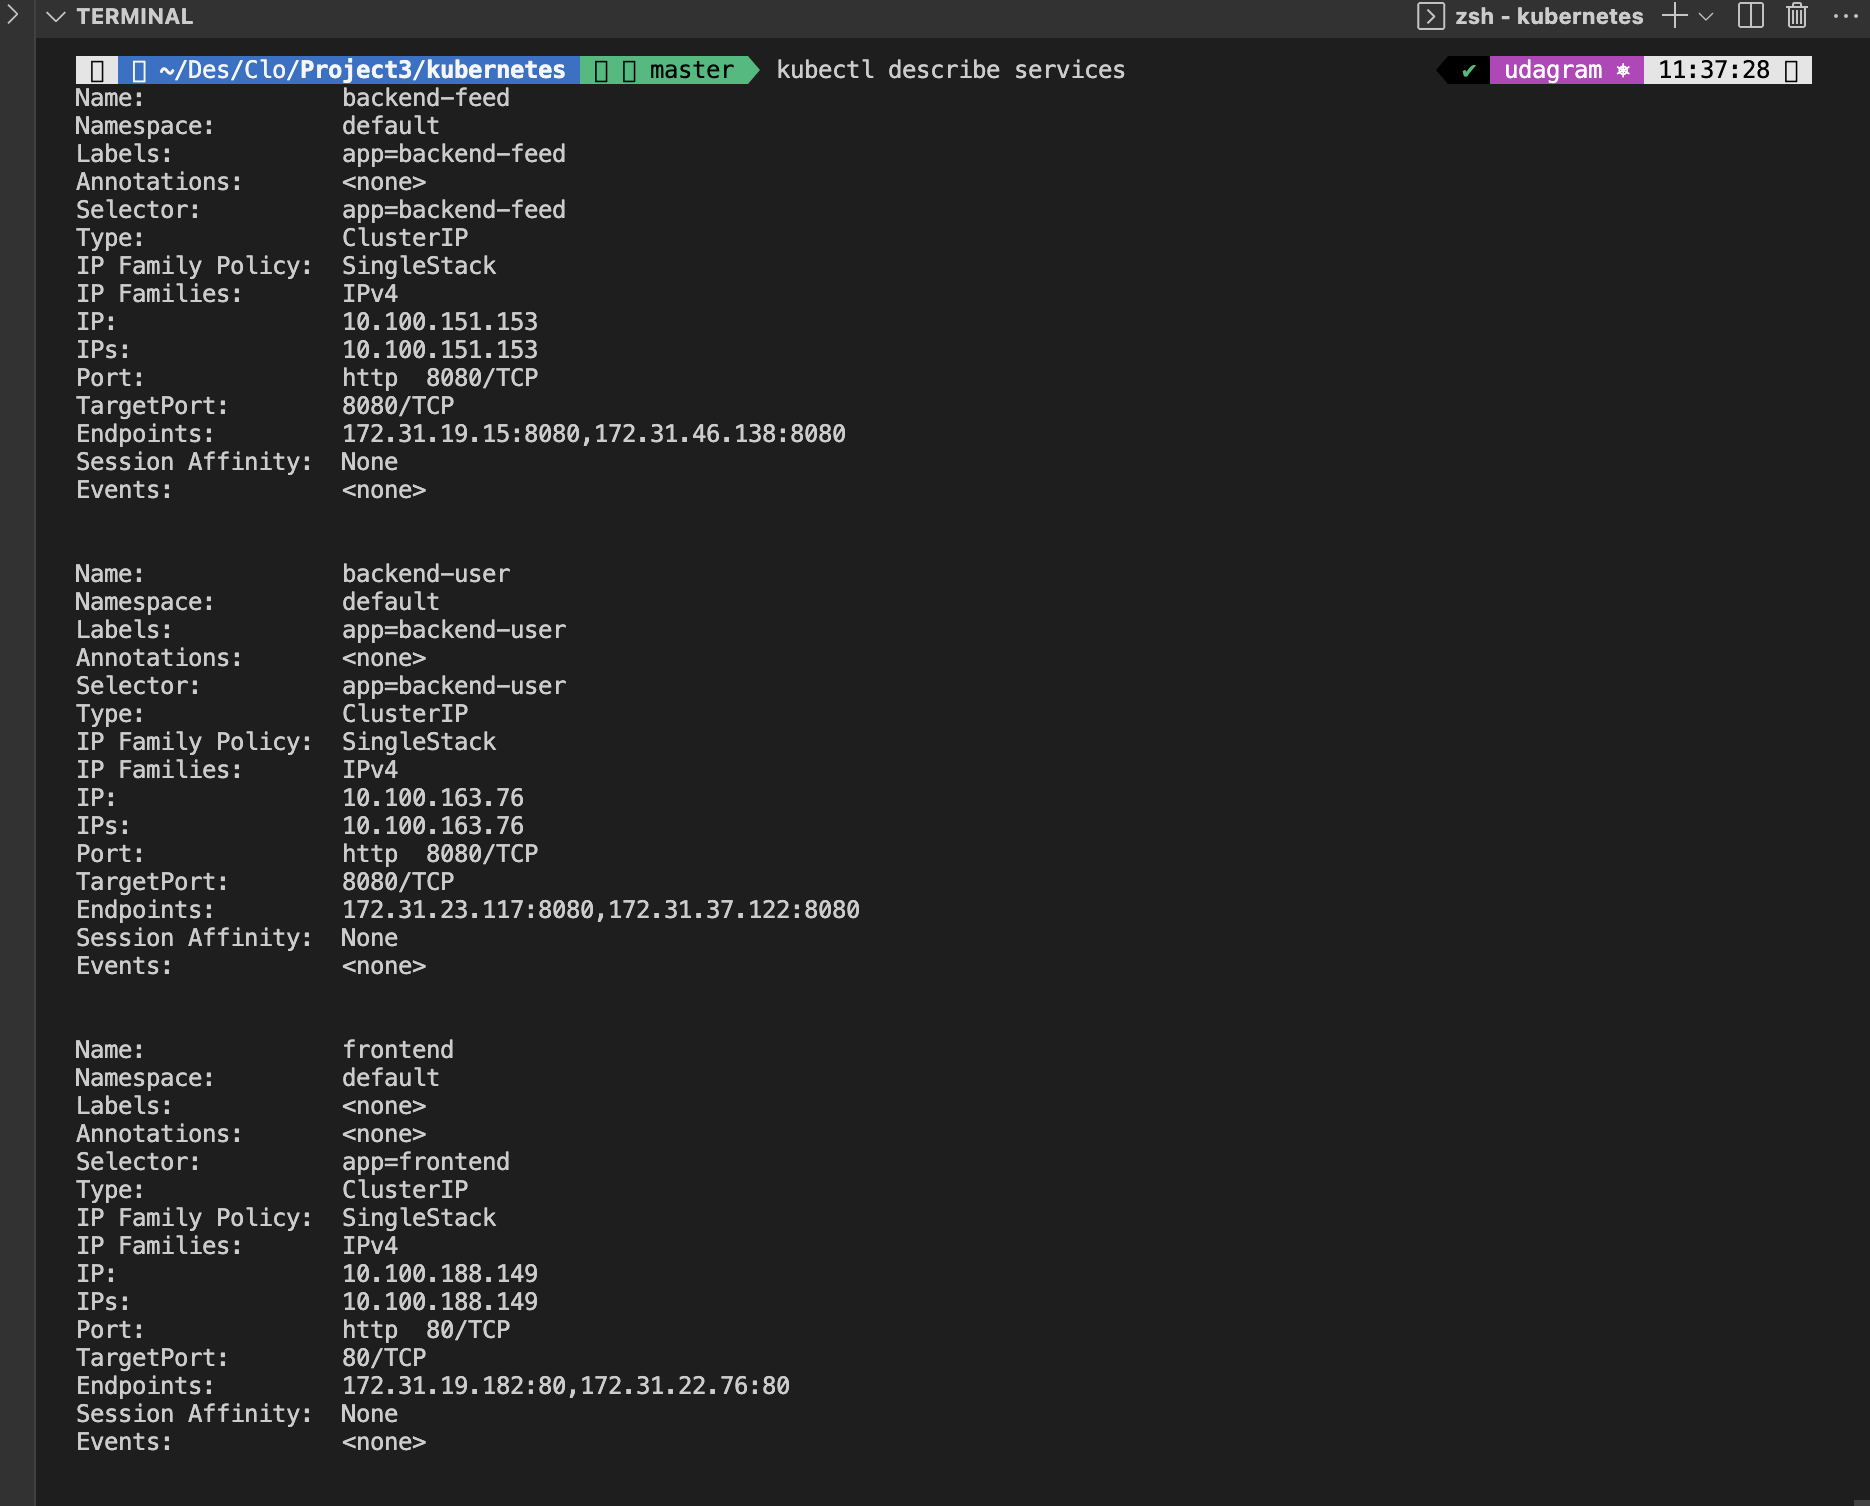 TERMINAL
zsh - kubernetes
~/Des/Clo/Project3/kubernetes master kubectl describe services ✔ udagram ⎈ 11:37:28
Name: backend-feed
Namespace: default
Labels: app=backend-feed
Annotations: <none>
Selector: app=backend-feed
Type: ClusterIP
IP Family Policy: SingleStack
IP Families: IPv4
IP: 10.100.151.153
IPs: 10.100.151.153
Port: http 8080/TCP
TargetPort: 8080/TCP
Endpoints: 172.31.19.15:8080,172.31.46.138:8080
Session Affinity: None
Events: <none>
Name: backend-user
Namespace: default
Labels: app=backend-user
Annotations: <none>
Selector: app=backend-user
Type: ClusterIP
IP Family Policy: SingleStack
IP Families: IPv4
IP: 10.100.163.76
IPs: 10.100.163.76
Port: http 8080/TCP
TargetPort: 8080/TCP
Endpoints: 172.31.23.117:8080,172.31.37.122:8080
Session Affinity: None
Events: <none>
Name: frontend
Namespace: default
Labels: <none>
Annotations: <none>
Selector: app=frontend
Type: ClusterIP
IP Family Policy: SingleStack
IP Families: IPv4
IP: 10.100.188.149
IPs: 10.100.188.149
Port: http 80/TCP
TargetPort: 80/TCP
Endpoints: 172.31.19.182:80,172.31.22.76:80
Session Affinity: None
Events: <none>